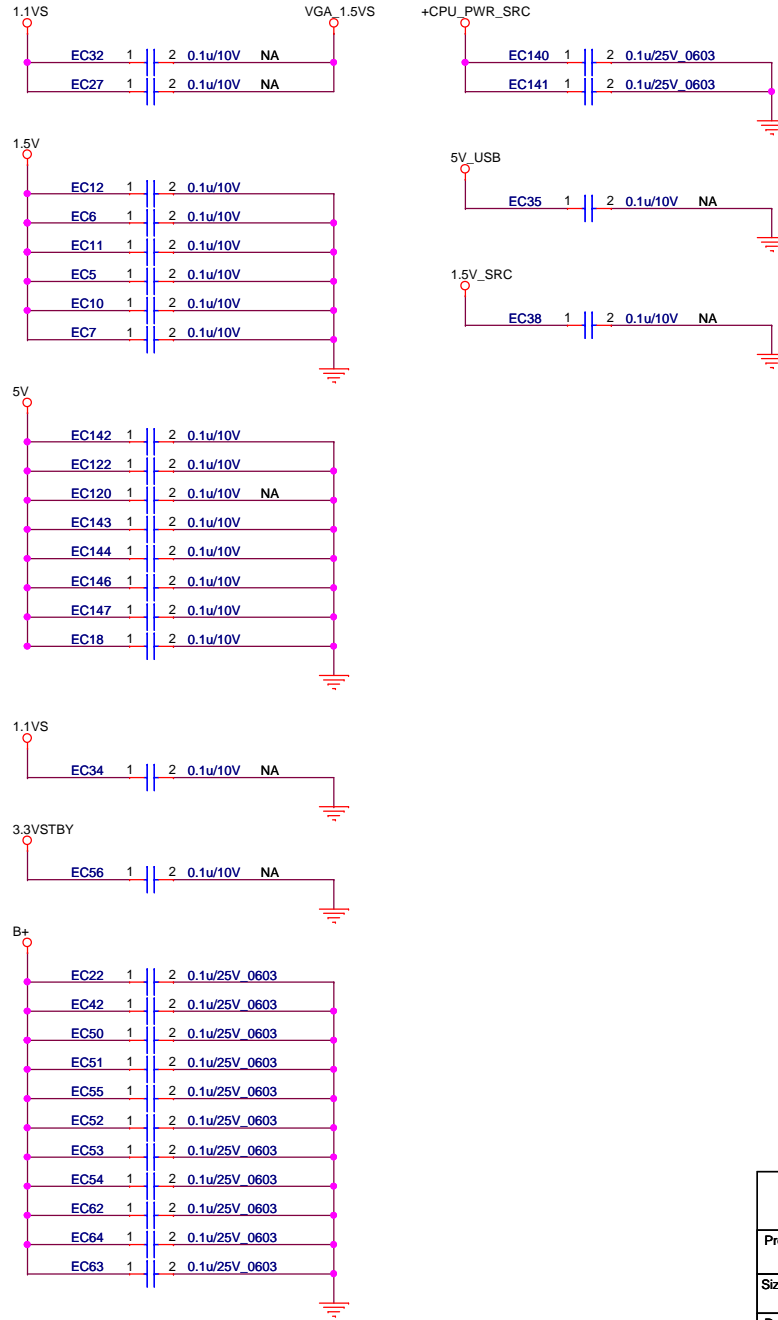 1.1VS VGA_1.5VS
EC32 1 2 0.1u/10V NA
EC27 1 2 0.1u/10V NA
1.5V
EC12 1 2 0.1u/10V
EC6 1 2 0.1u/10V
EC11 1 2 0.1u/10V
EC5 1 2 0.1u/10V
EC10 1 2 0.1u/10V
EC7 1 2 0.1u/10V
5V
EC142 1 2 0.1u/10V
EC122 1 2 0.1u/10V
EC120 1 2 0.1u/10V NA
EC143 1 2 0.1u/10V
EC144 1 2 0.1u/10V
EC146 1 2 0.1u/10V
EC147 1 2 0.1u/10V
EC18 1 2 0.1u/10V
1.1VS
EC34 1 2 0.1u/10V NA
3.3VSTBY
EC56 1 2 0.1u/10V NA
B+
EC22 1 2 0.1u/25V_0603
EC42 1 2 0.1u/25V_0603
EC50 1 2 0.1u/25V_0603
EC51 1 2 0.1u/25V_0603
EC55 1 2 0.1u/25V_0603
EC52 1 2 0.1u/25V_0603
EC53 1 2 0.1u/25V_0603
EC54 1 2 0.1u/25V_0603
EC62 1 2 0.1u/25V_0603
EC64 1 2 0.1u/25V_0603
EC63 1 2 0.1u/25V_0603
+CPU_PWR_SRC
EC140 1 2 0.1u/25V_0603
EC141 1 2 0.1u/25V_0603
5V_USB
EC35 1 2 0.1u/10V NA
1.5V_SRC
EC38 1 2 0.1u/10V NA